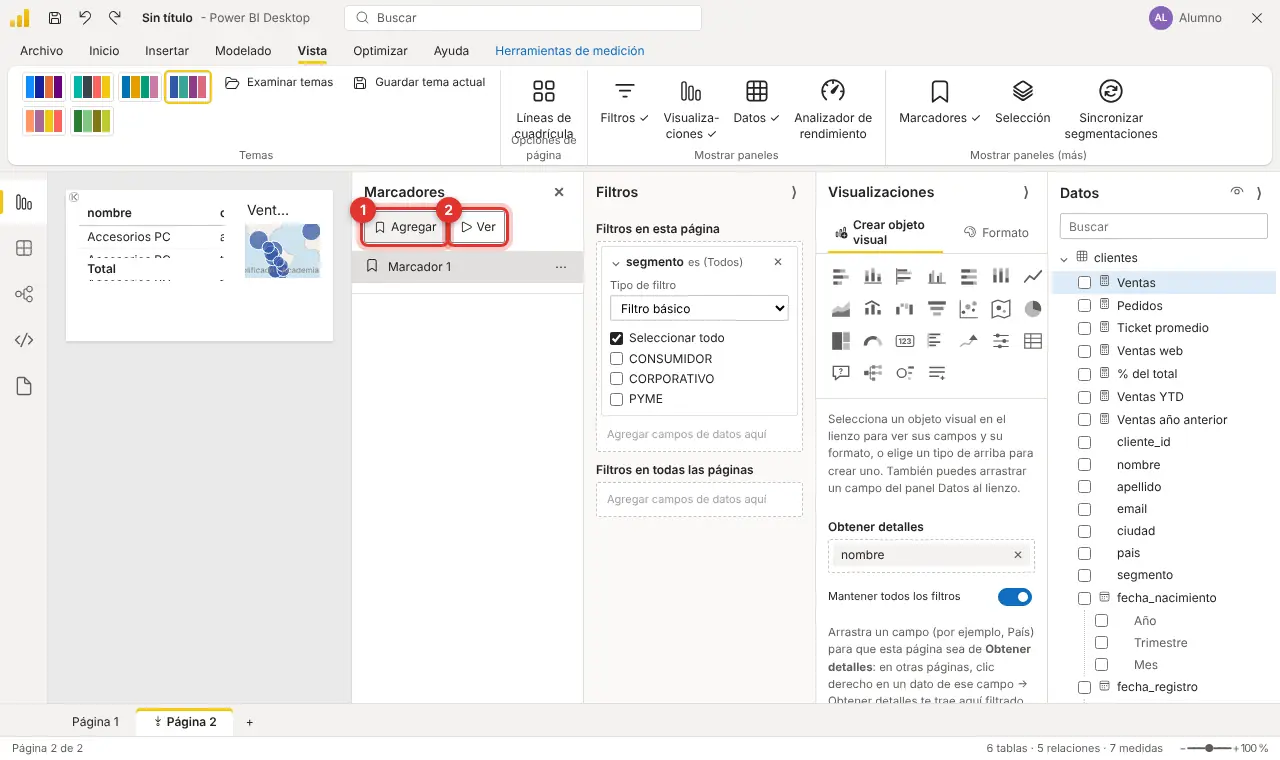 Sin título - Power BI Desktop
Buscar
AL Alumno
Archivo Inicio Insertar Modelado Vista Optimizar Ayuda Herramientas de medición
Examinar temas
Guardar tema actual
Temas
Líneas de
cuadrícula
Opciones de
página
Filtros
Visualiza-
ciones
Datos
Analizador de
rendimiento
Mostrar paneles
Marcadores
Selección
Sincronizar
segmentaciones
Mostrar paneles (más)
nombre
Accesorios PC
Total
Vent...
Marcadores
1
Agregar
2
Ver
Marcador 1
Filtros
Filtros en esta página
segmento es (Todos)
Tipo de filtro
Filtro básico
Seleccionar todo
CONSUMIDOR
CORPORATIVO
PYME
Agregar campos de datos aquí
Filtros en todas las páginas
Agregar campos de datos aquí
Visualizaciones
Crear objeto
visual
Formato
123
Selecciona un objeto visual en el
lienzo para ver sus campos y su
formato, o elige un tipo de arriba para
crear uno. También puedes arrastrar
un campo del panel Datos al lienzo.
Obtener detalles
nombre
Mantener todos los filtros
Arrastra un campo (por ejemplo, País)
para que esta página sea de Obtener
detalles: en otras páginas, clic
derecho en un dato de ese campo →
Obtener detalles te trae aquí filtrado
Datos
Buscar
clientes
Ventas
Pedidos
Ticket promedio
Ventas web
% del total
Ventas YTD
Ventas año anterior
cliente_id
nombre
apellido
email
ciudad
pais
segmento
fecha_nacimiento
Año
Trimestre
Mes
fecha_registro
Página 1
Página 2
+
Página 2 de 2
6 tablas · 5 relaciones · 7 medidas
− + 100 %